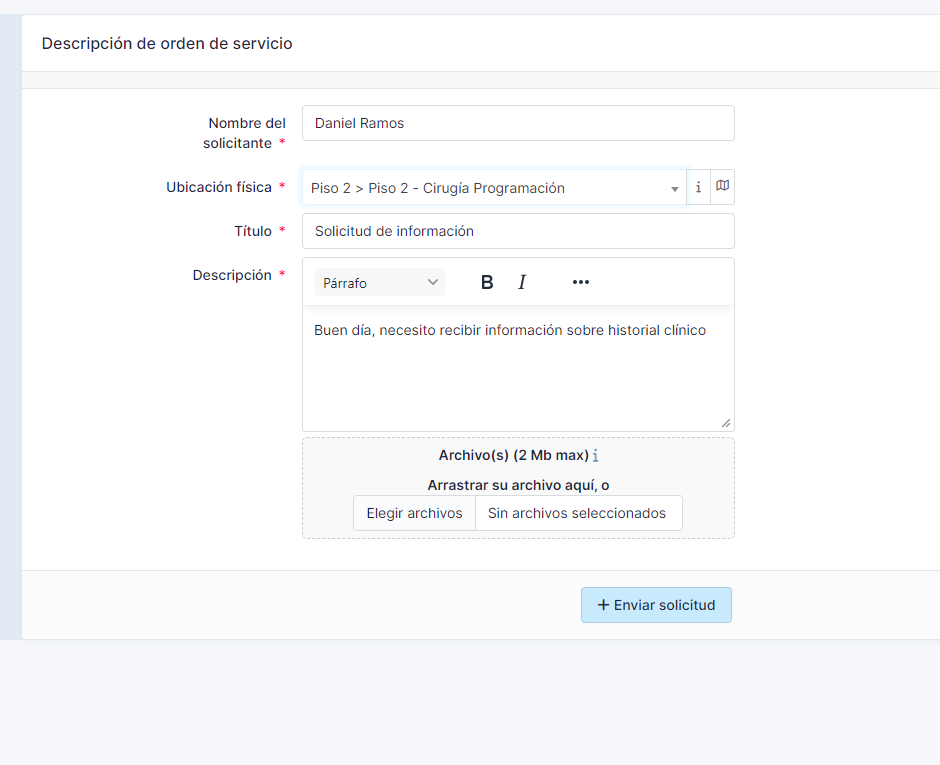 Descripción de orden de servicio
Nombre del
solicitante *
Daniel Ramos
Ubicación física *
Piso 2 > Piso 2 - Cirugía Programación
Título *
Solicitud de información
Descripción *
Párrafo
B I •••
Buen día, necesito recibir información sobre historial clínico
Archivo(s) (2 Mb max) i
Arrastrar su archivo aquí, o
Elegir archivos Sin archivos seleccionados
+ Enviar solicitud